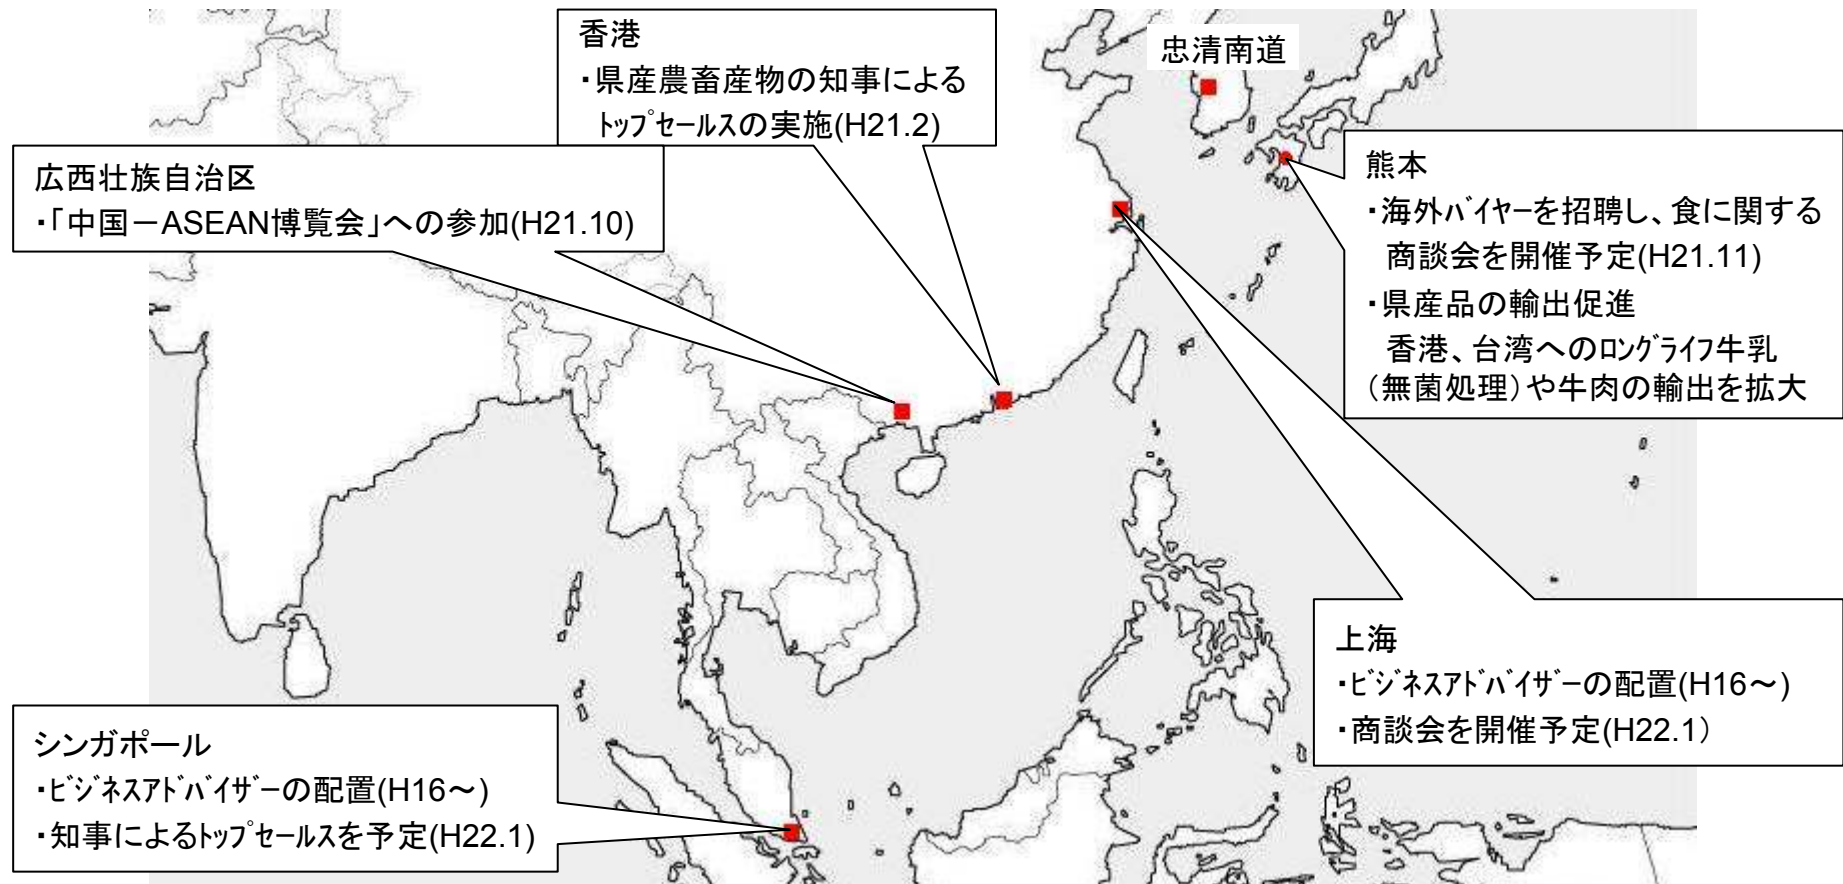 香港
・県産農畜産物の知事による
ﾄｯﾌﾟｾｰﾙｽの実施(H21.2)
忠清南道
広西壮族自治区
・「中国－ASEAN博覧会」への参加(H21.10)
熊本
・海外ﾊﾞｲﾔｰを招聘し、食に関する
商談会を開催予定(H21.11)
・県産品の輸出促進
香港、台湾へのﾛﾝｸﾞﾗｲﾌ牛乳
（無菌処理）や牛肉の輸出を拡大
上海
・ﾋﾞｼﾞﾈｽｱﾄﾞﾊﾞｲｻﾞｰの配置(H16～)
・商談会を開催予定(H22.1）
シンガポール
・ﾋﾞｼﾞﾈｽｱﾄﾞﾊﾞｲｻﾞｰの配置(H16～)
・知事によるﾄｯﾌﾟｾｰﾙｽを予定(H22.1)